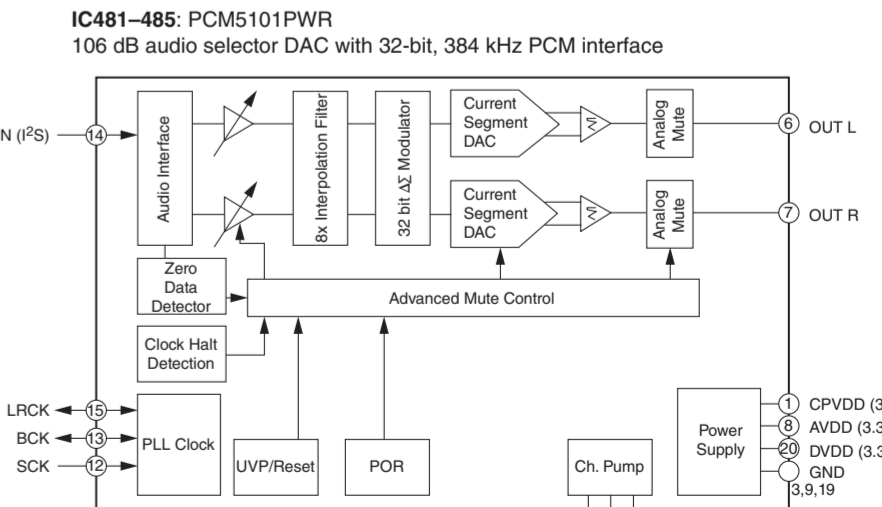 IC481–485: PCM5101PWR
106 dB audio selector DAC with 32-bit, 384 kHz PCM interface
N (I²S)
14
Audio Interface
8x Interpolation Filter
32 bit ΔΣ Modulator
Current
Segment
DAC
Analog
Mute
6
OUT L
Current
Segment
DAC
Analog
Mute
7
OUT R
Zero
Data
Detector
Advanced Mute Control
Clock Halt
Detection
LRCK
15
BCK
13
SCK
12
PLL Clock
UVP/Reset
POR
Ch. Pump
Power
Supply
1
CPVDD (3
8
AVDD (3.3
20
DVDD (3.3
GND
3,9,19